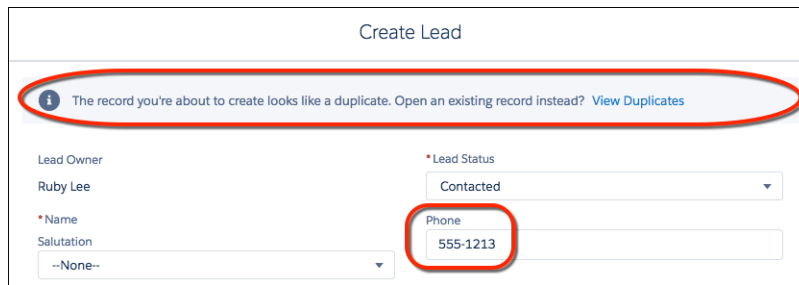 Create Lead
The record you're about to create looks like a duplicate. Open an existing record instead? View Duplicates
Lead Owner
Ruby Lee
*Lead Status
Contacted
*Name
Salutation
--None--
Phone
555-1213